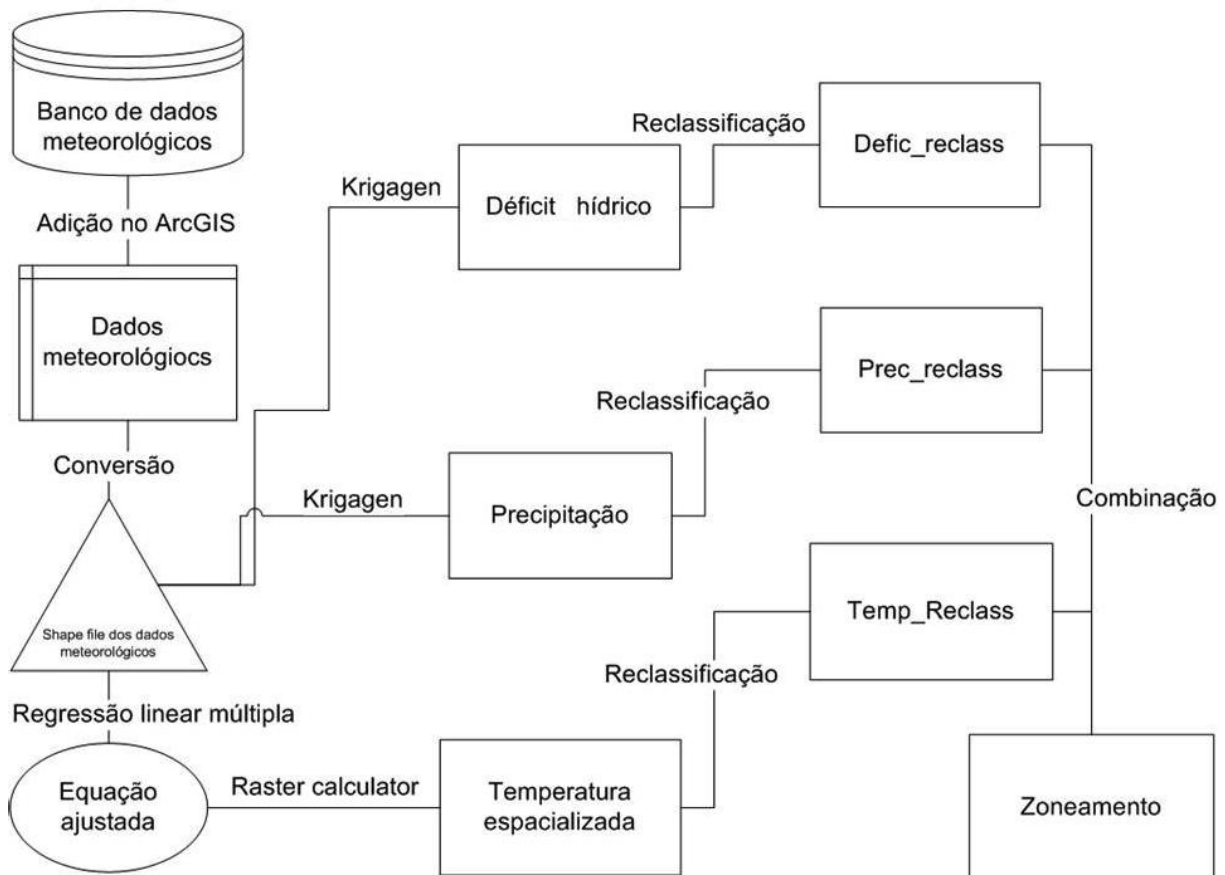 Banco de dados
meteorológicos
Adição no ArcGIS
Dados
meteorológiocs
Conversão
Shape file dos dados
meteorológicos
Regressão linear múltipla
Equação
ajustada
Krigagen
Déficit hídrico
Reclassificação
Defic_reclass
Krigagen
Precipitação
Reclassificação
Prec_reclass
Raster calculator
Temperatura
espacializada
Reclassificação
Temp_Reclass
Combinação
Zoneamento